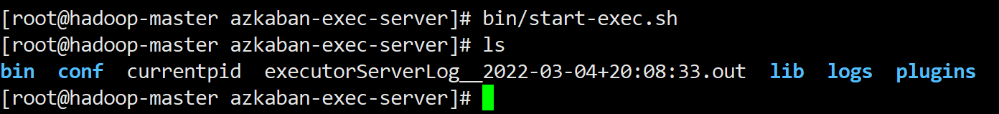 [root@hadoop-master azkaban-exec-server]# bin/start-exec.sh
[root@hadoop-master azkaban-exec-server]# ls
bin  conf  currentpid  executorServerLog__2022-03-04+20:08:33.out  lib  logs  plugins
[root@hadoop-master azkaban-exec-server]#